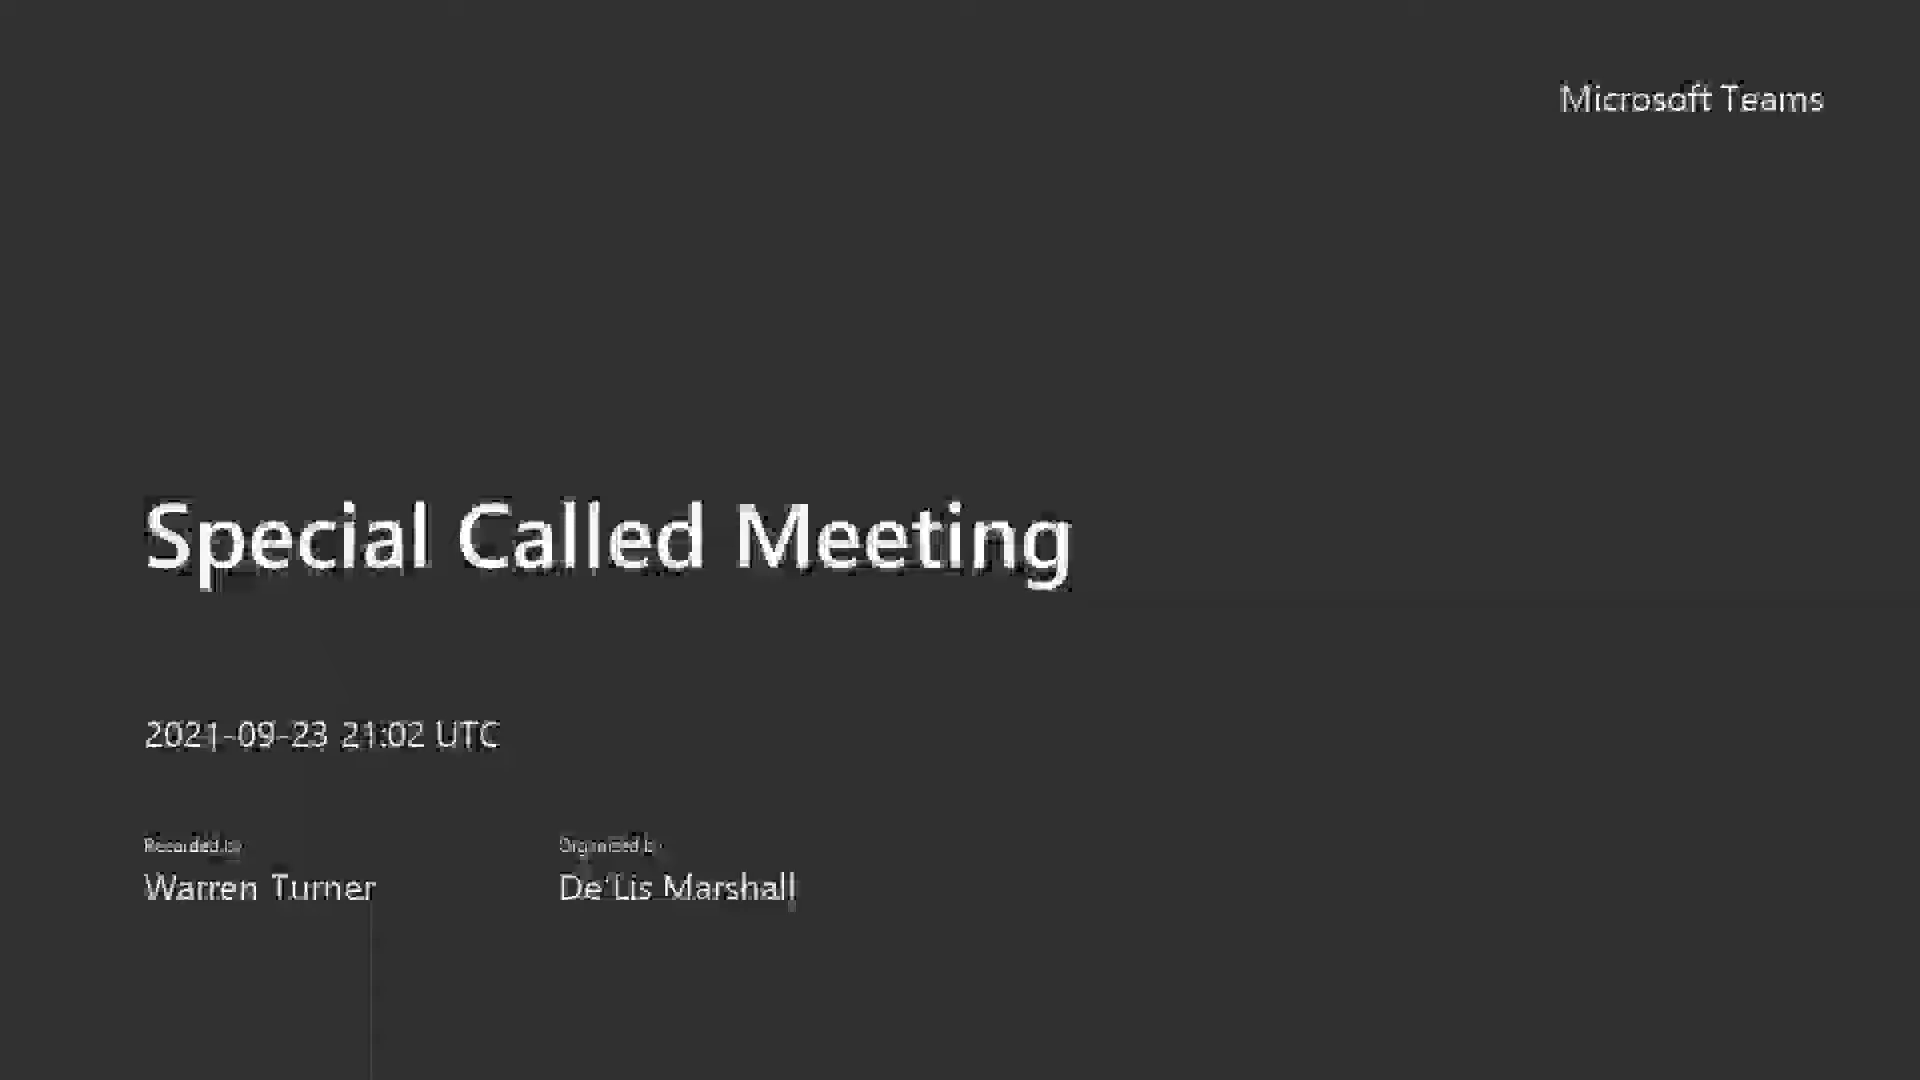 Microsoft Teams
Special Called Meeting
2021-09-23 21:02 UTC
Recorded by
Organized by
Warren Turner
De'Lis Marshall